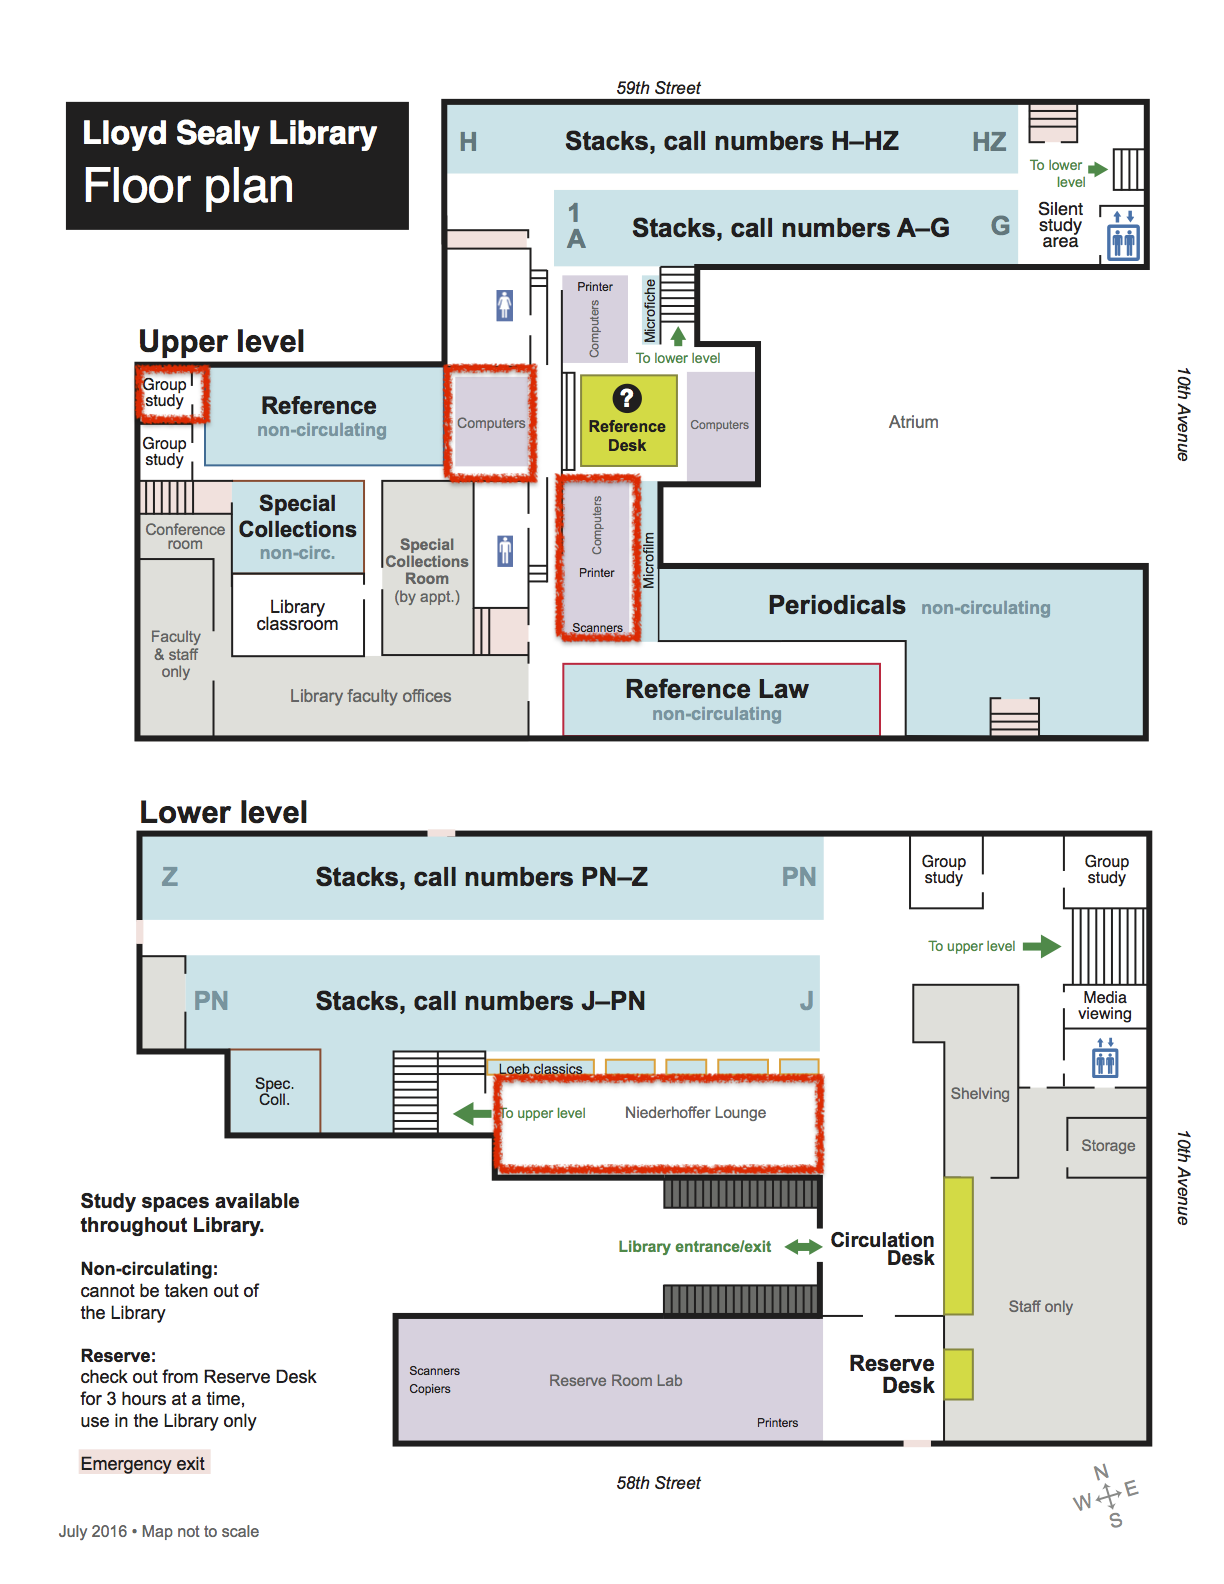 59th Street
Lloyd Sealy Library
Floor plan
H
Stacks, call numbers H–HZ
HZ
To lower
level
1
A
Stacks, call numbers A–G
G
Silent
study
area
Printer
Computers
Microfiche
To lower level
Upper level
Group
study
Reference
non-circulating
Computers
?
Reference
Desk
Computers
Atrium
10th Avenue
Group
study
Special
Collections
non-circ.
Conference
room
Special
Collections
Room
(by appt.)
Computers
Printer
Scanners
Microfilm
Periodicals non-circulating
Library
classroom
Faculty
& staff
only
Library faculty offices
Reference Law
non-circulating
Lower level
Z
Stacks, call numbers PN–Z
PN
Group
study
Group
study
To upper level
PN
Stacks, call numbers J–PN
J
Media
viewing
Spec.
Coll.
Loeb classics
To upper level
Niederhoffer Lounge
Shelving
Storage
10th Avenue
Study spaces available
throughout Library.
Library entrance/exit
Circulation
Desk
Non-circulating:
cannot be taken out of
the Library
Staff only
Reserve:
check out from Reserve Desk
for 3 hours at a time,
use in the Library only
Scanners
Copiers
Reserve Room Lab
Printers
Reserve
Desk
Emergency exit
58th Street
N
W
E
S
July 2016 • Map not to scale